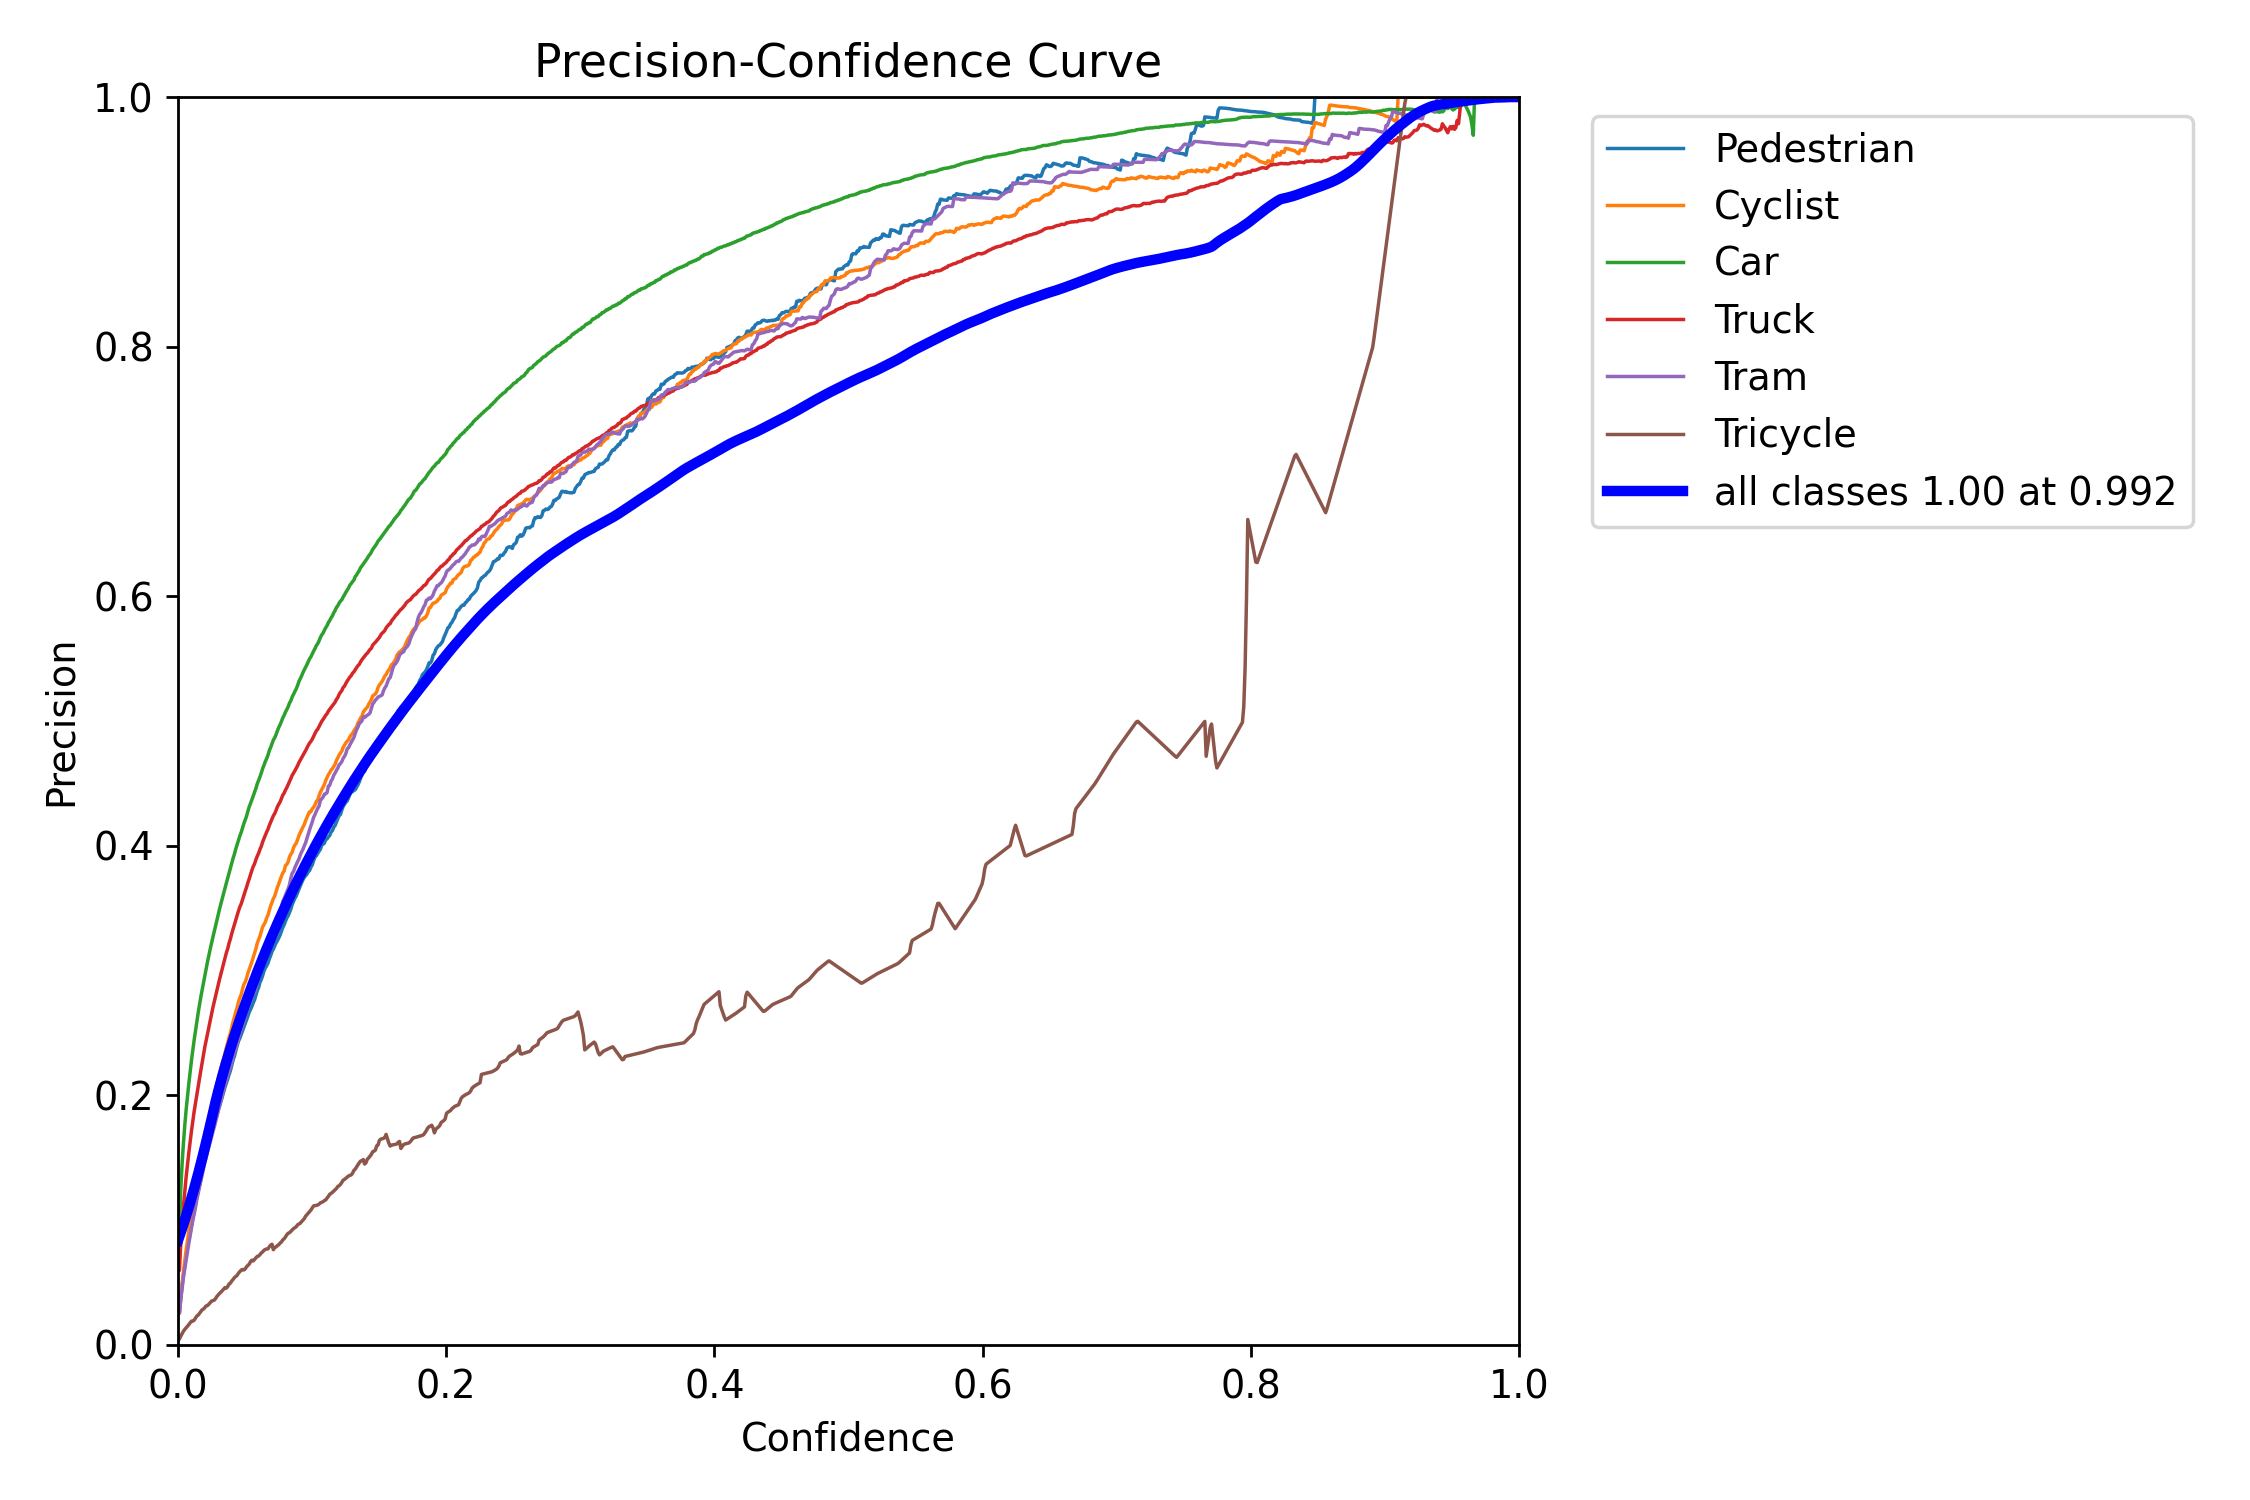 Precision-Confidence Curve
1.0
0.8
0.6
0.4
0.2
0.0
Precision
0.0 0.2 0.4 0.6 0.8 1.0
Confidence
Pedestrian
Cyclist
Car
Truck
Tram
Tricycle
all classes 1.00 at 0.992